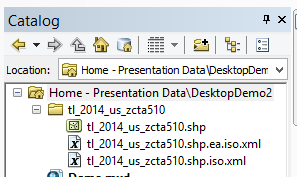 Catalog
Location: Home - Presentation Data\DesktopDem
Home - Presentation Data\DesktopDemo2
tl_2014_us_zcta510
tl_2014_us_zcta510.shp
tl_2014_us_zcta510.shp.ea.iso.xml
tl_2014_us_zcta510.shp.iso.xml